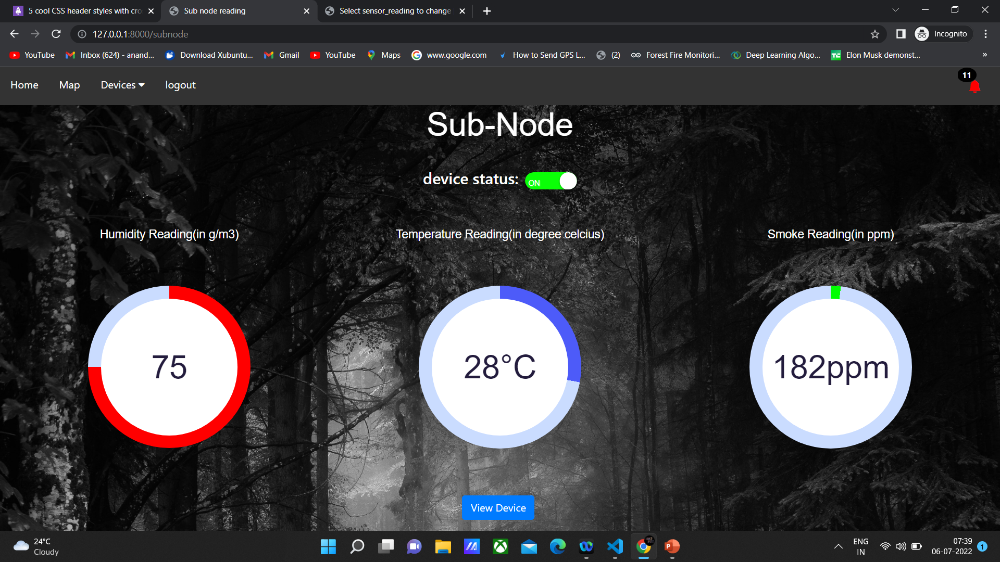 5 cool CSS header styles with cro
Sub node reading
Select sensor_reading to change
127.0.0.1:8000/subnode
Incognito
YouTube
Inbox (624) - anand...
Download Xubuntu...
Gmail
YouTube
Maps
www.google.com
How to Send GPS L...
(2)
Forest Fire Monitori...
Deep Learning Algo...
Elon Musk demonst...
»
Home
Map
Devices
logout
11
Sub-Node
device status:
ON
Humidity Reading(in g/m3)
Temperature Reading(in degree celcius)
Smoke Reading(in ppm)
75
28°C
182ppm
View Device
24°C
Cloudy
ENG
IN
07:39
06-07-2022
1